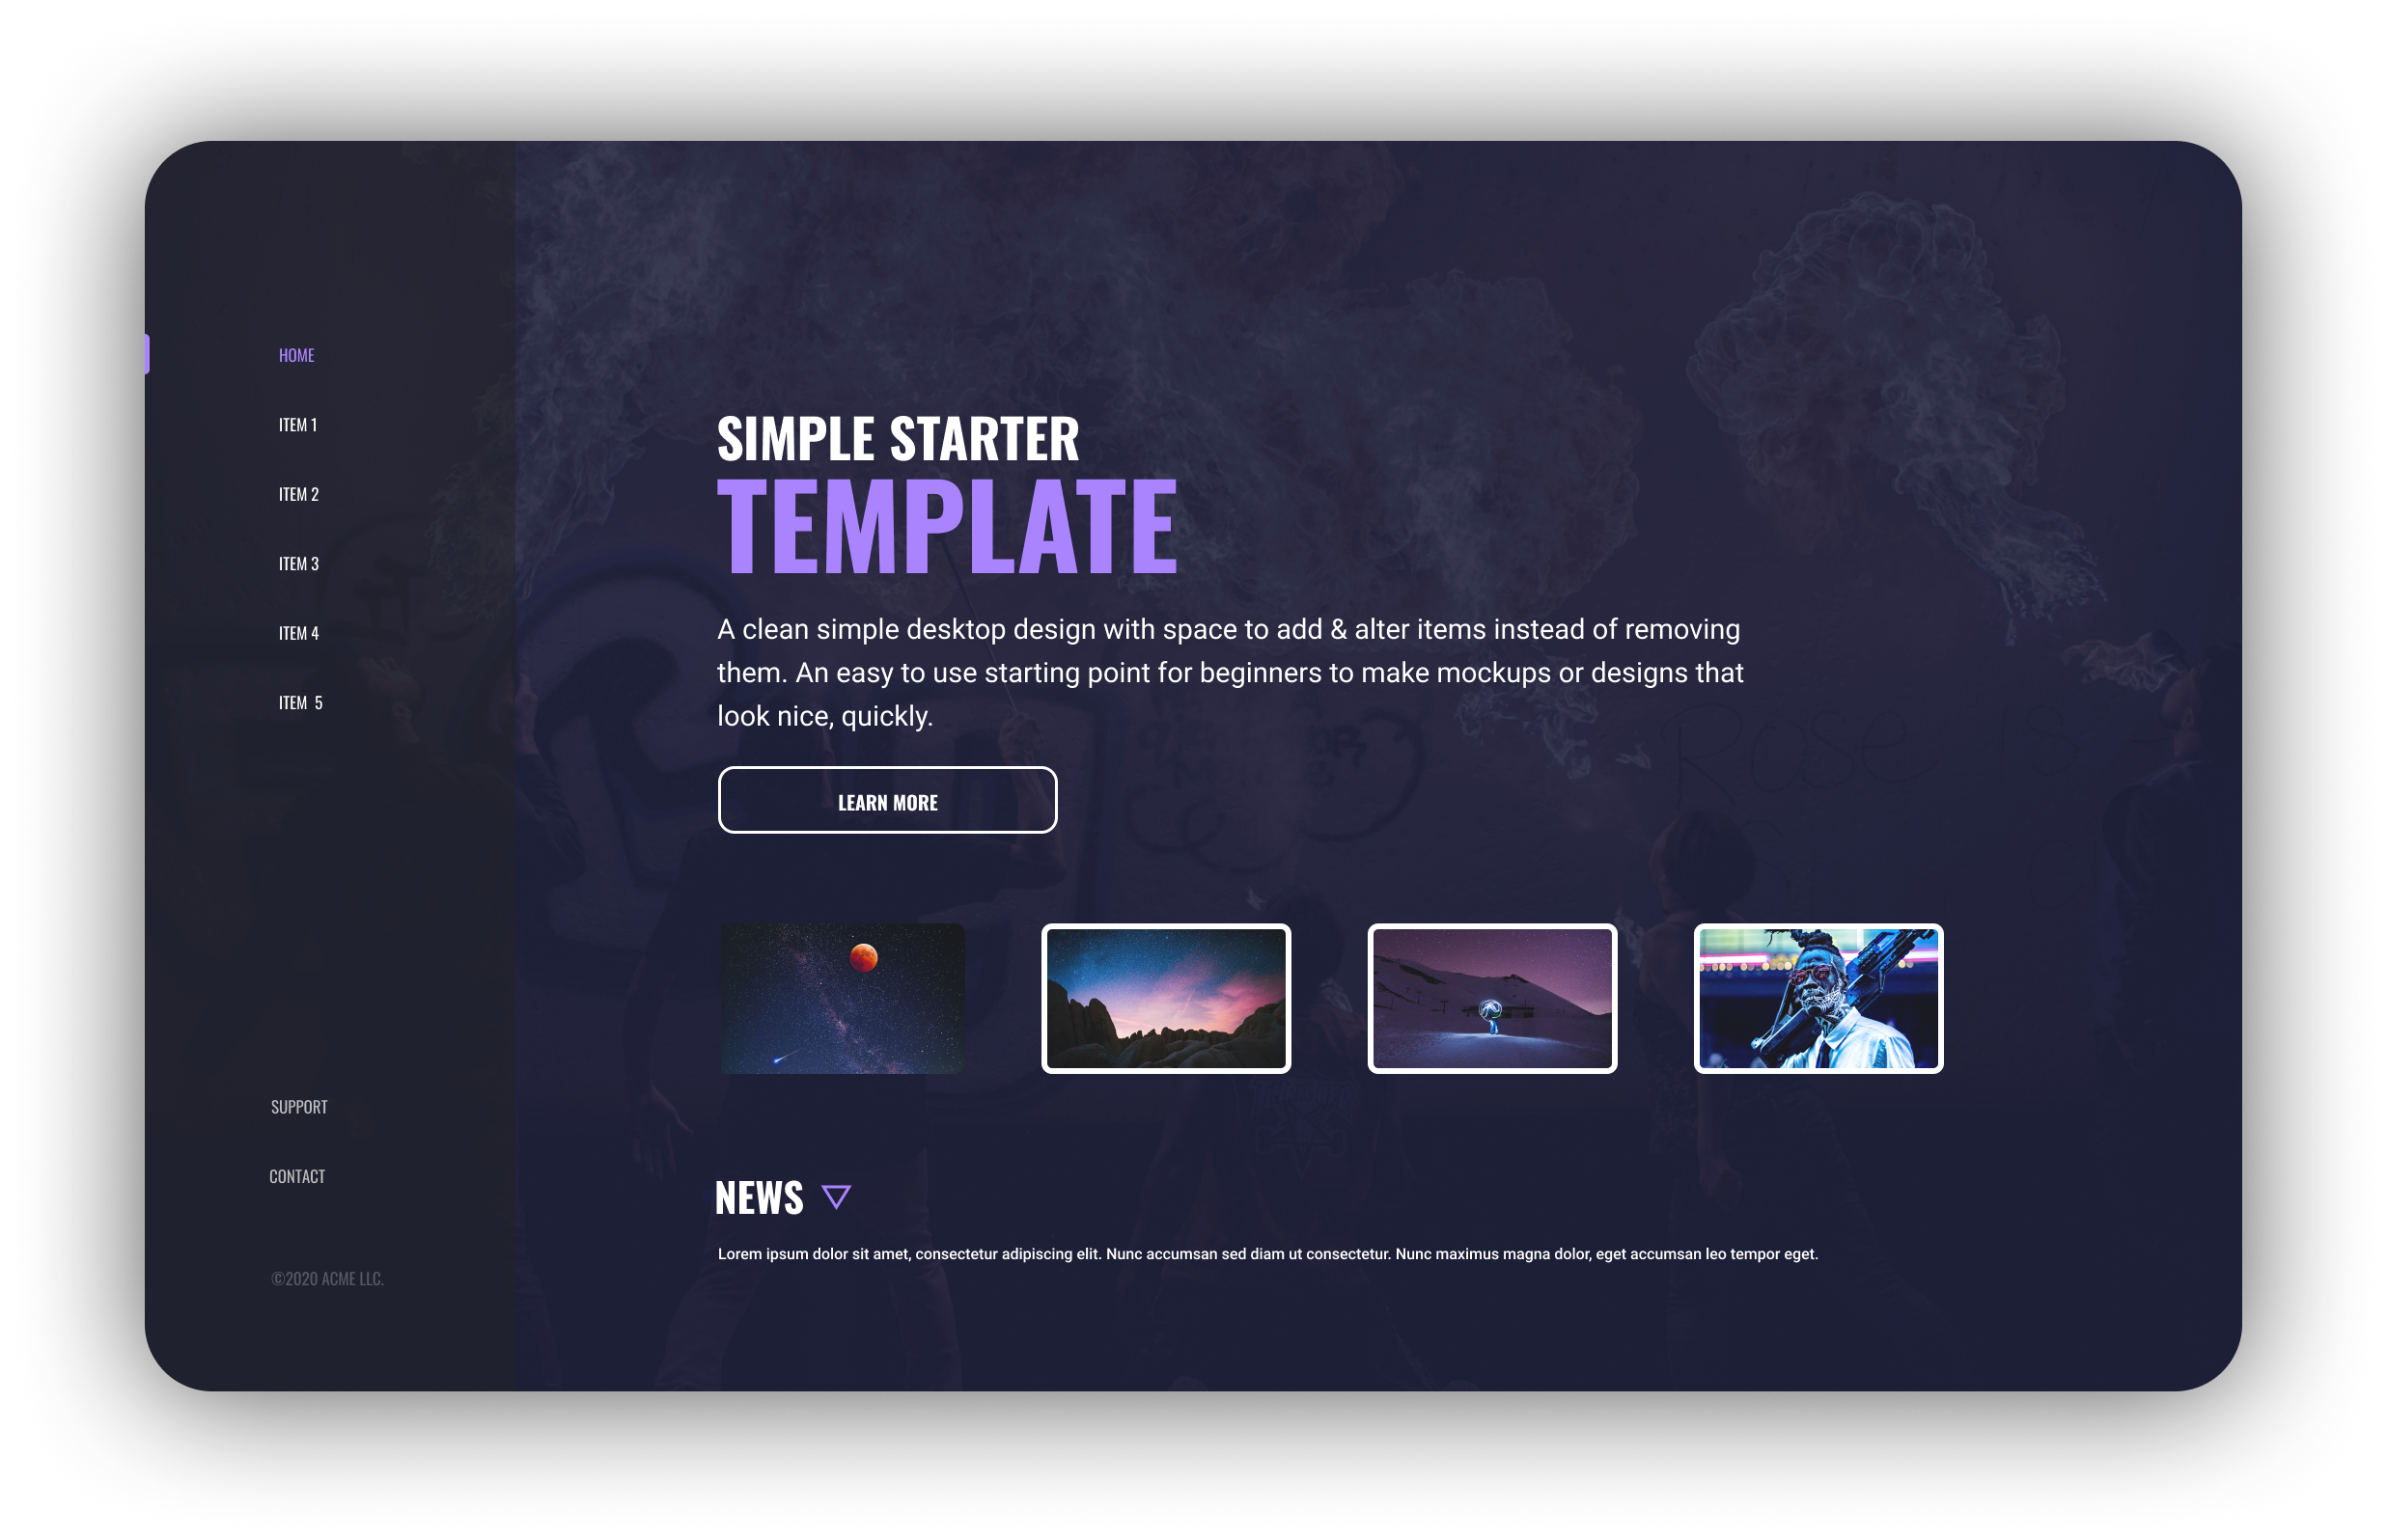 HOME
ITEM 1
ITEM 2
ITEM 3
ITEM 4
ITEM  5
SUPPORT
CONTACT
©2020 ACME LLC.
SIMPLE STARTER
TEMPLATE
A clean simple desktop design with space to add & alter items instead of removing
them. An easy to use starting point for beginners to make mockups or designs that
look nice, quickly.
LEARN MORE
Rose is
NEWS
Lorem ipsum dolor sit amet, consectetur adipiscing elit. Nunc accumsan sed diam ut consectetur. Nunc maximus magna dolor, eget accumsan leo tempor eget.